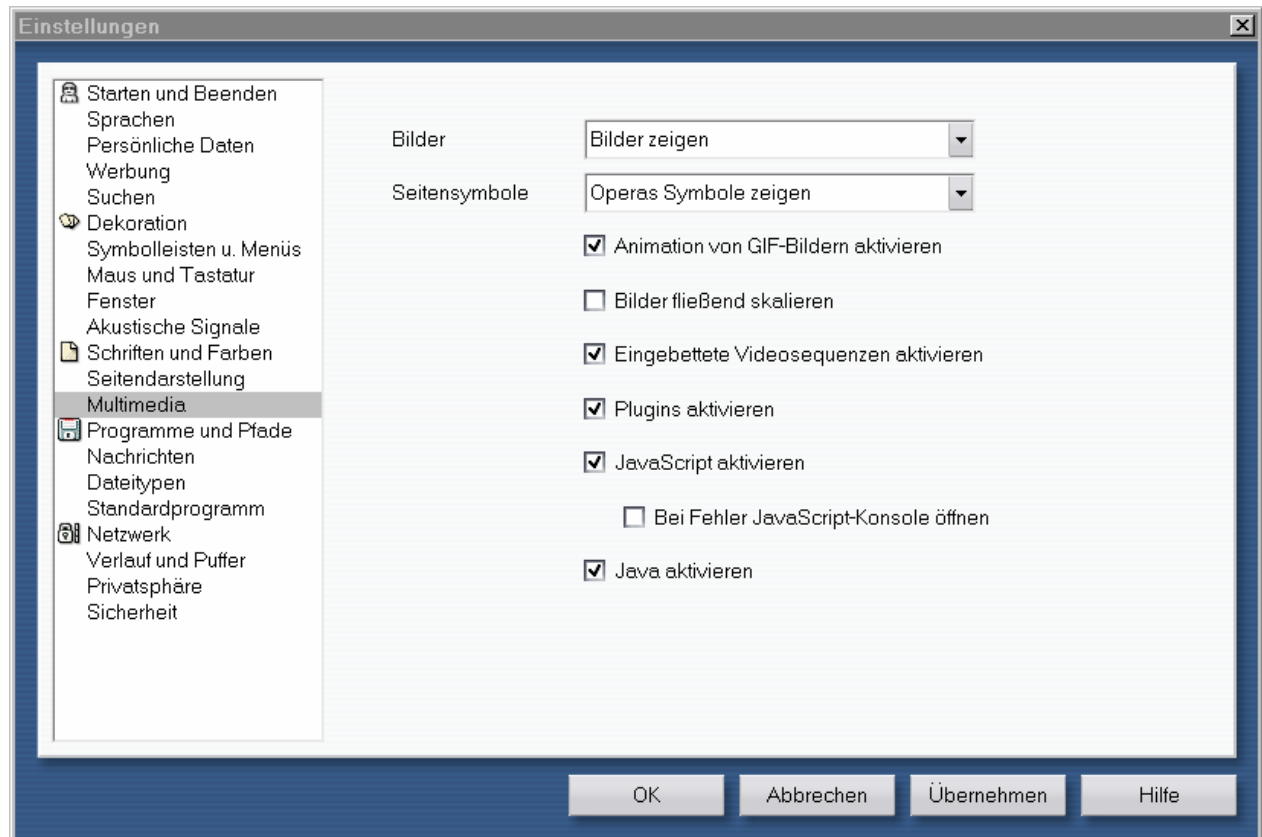 Einstellungen
Starten und Beenden
Sprachen
Persönliche Daten
Werbung
Suchen
Dekoration
Symbolleisten u. Menüs
Maus und Tastatur
Fenster
Akustische Signale
Schriften und Farben
Seitendarstellung
Multimedia
Programme und Pfade
Nachrichten
Dateitypen
Standardprogramm
Netzwerk
Verlauf und Puffer
Privatsphäre
Sicherheit
Bilder Bilder zeigen
Seitensymbole Operas Symbole zeigen
Animation von GIF-Bildern aktivieren
Bilder fließend skalieren
Eingebettete Videosequenzen aktivieren
Plugins aktivieren
JavaScript aktivieren
Bei Fehler JavaScript-Konsole öffnen
Java aktivieren
OK Abbrechen Übernehmen Hilfe